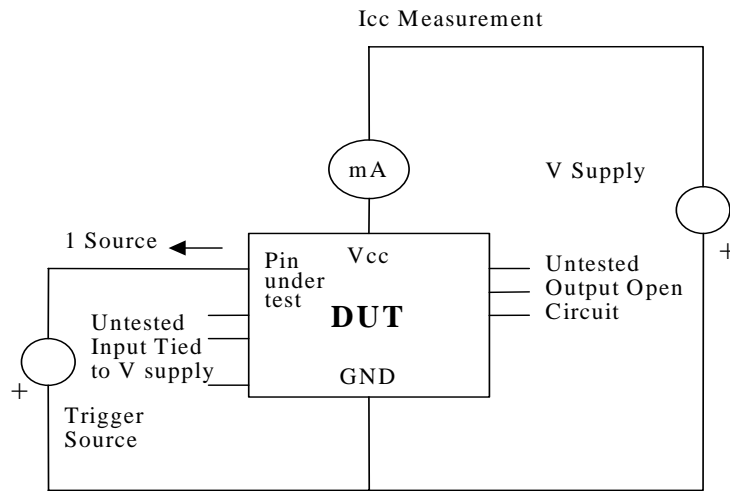 Icc Measurement
mA
V Supply
+
1 Source
Vcc
Pin
under
test
DUT
GND
Untested
Output Open
Circuit
Untested
Input Tied
to V supply
+
Trigger
Source